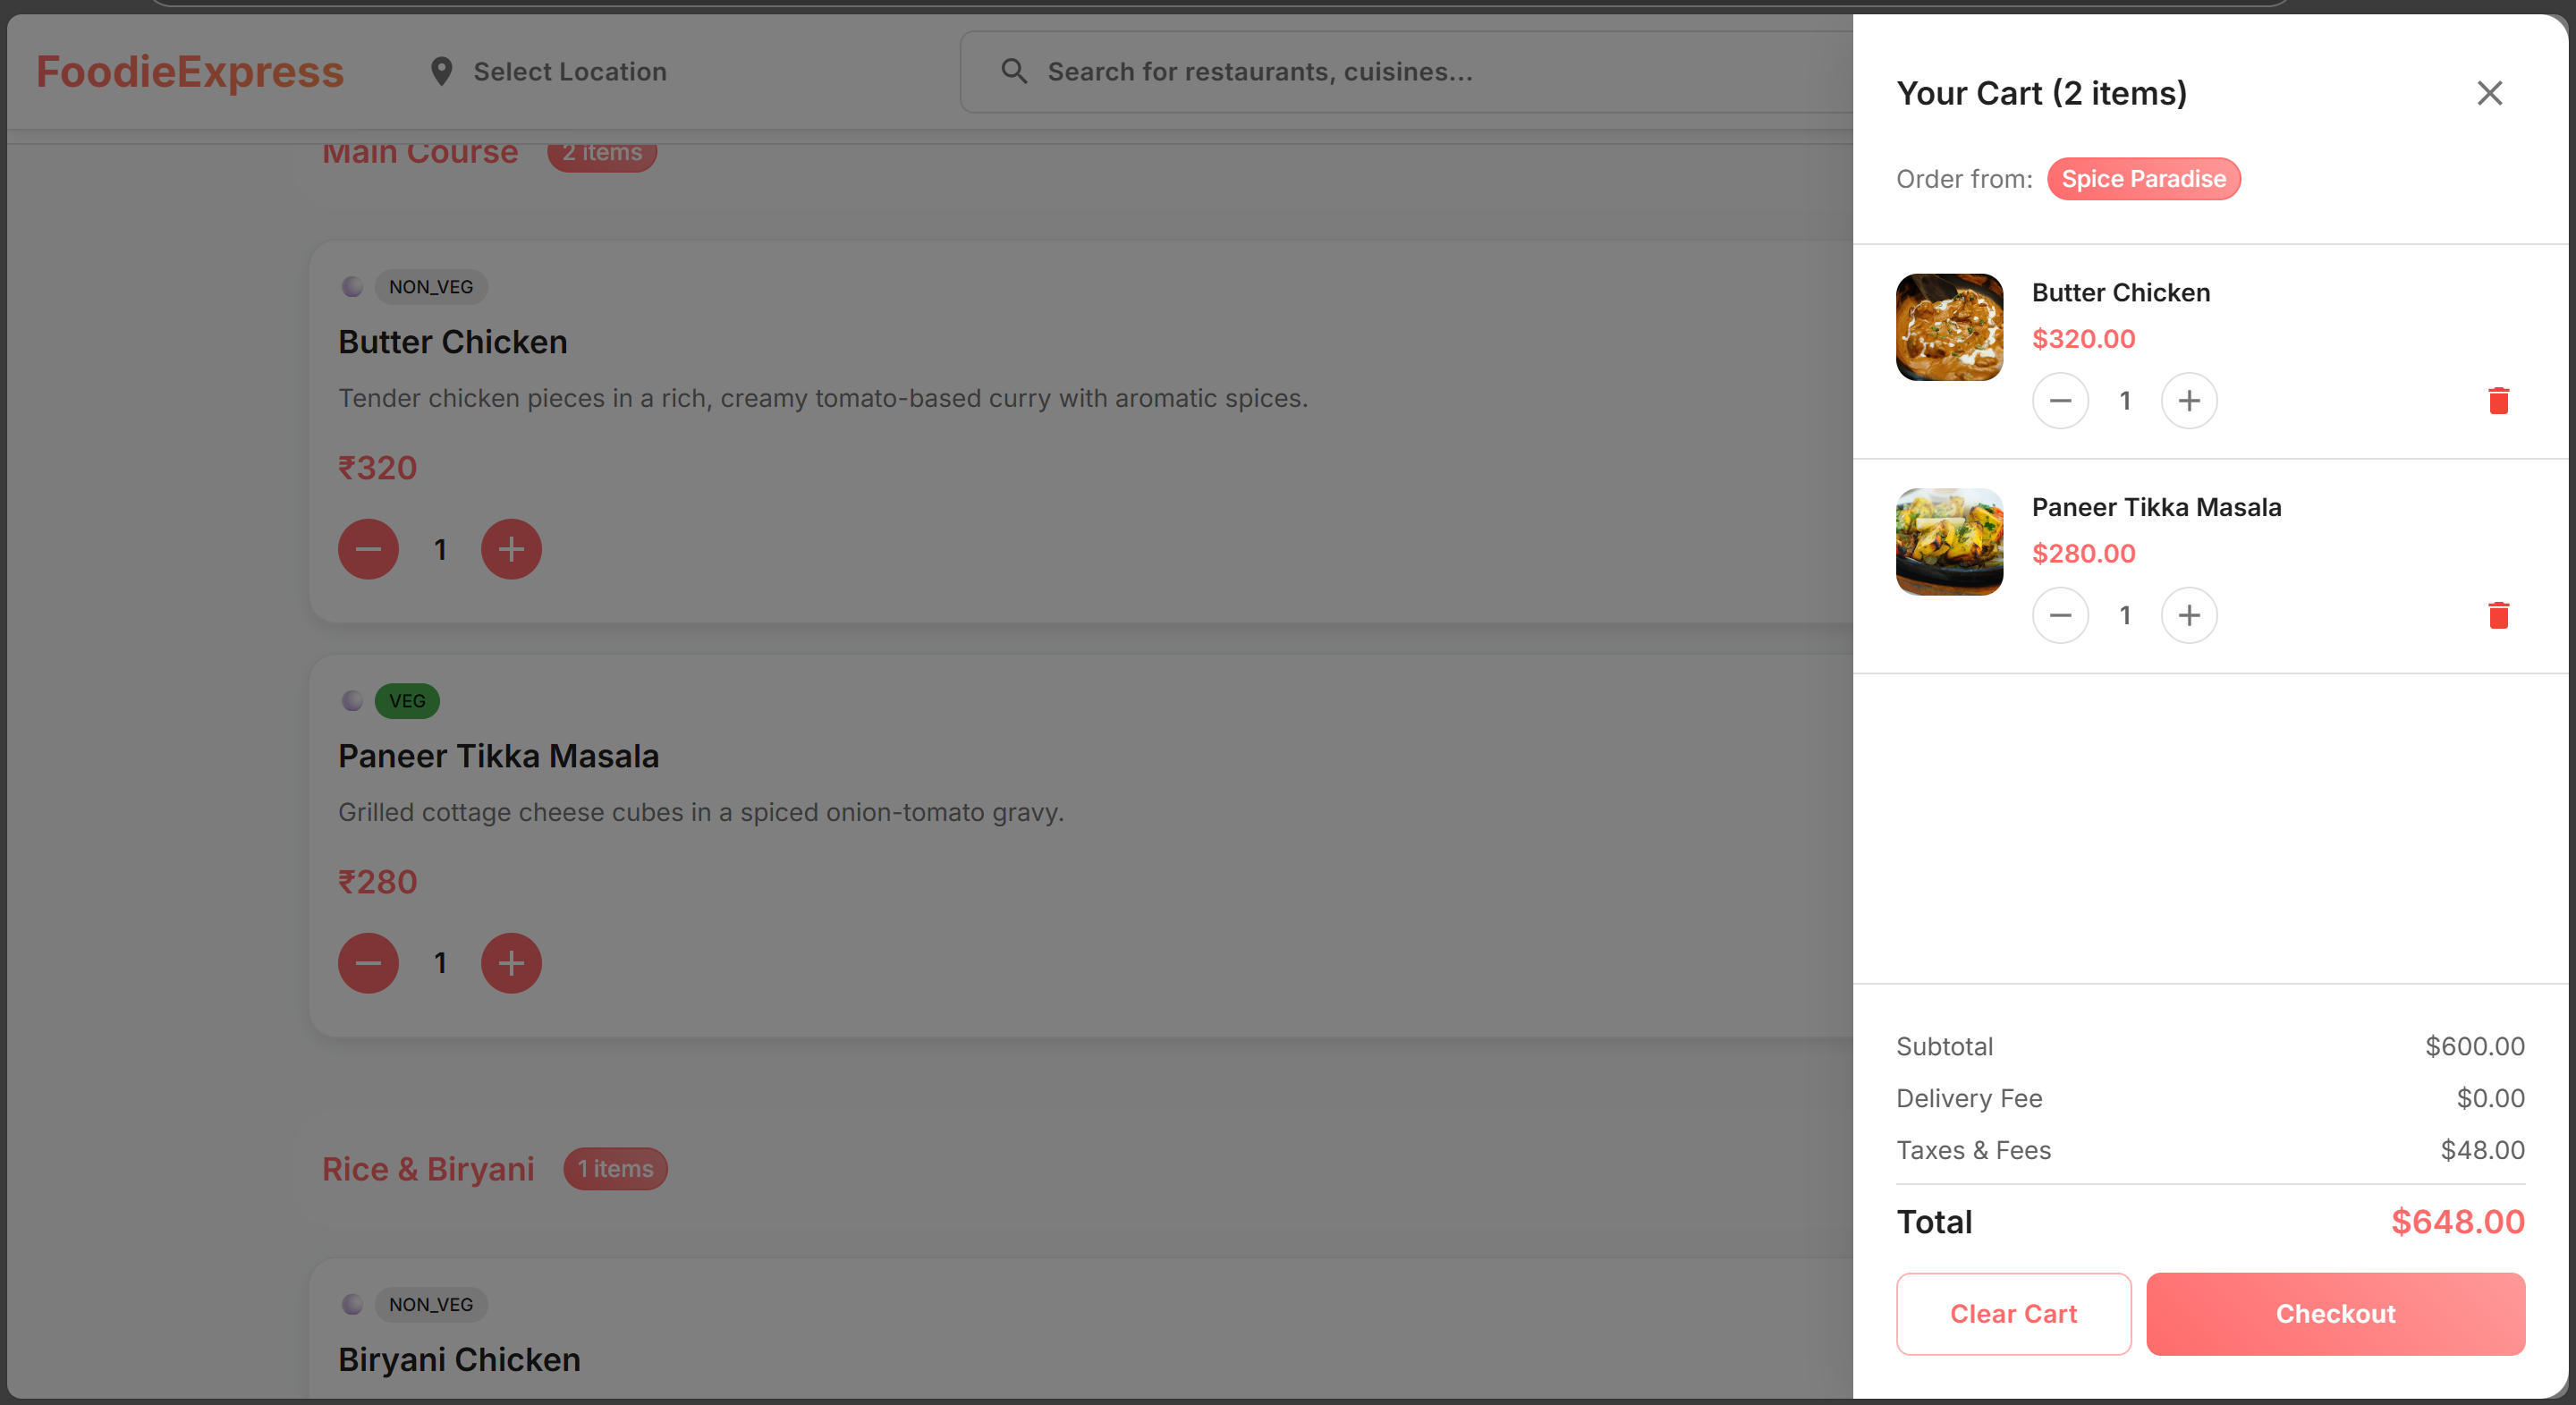 FoodieExpress
Select Location
Search for restaurants, cuisines...
Main Course 2 items
NON_VEG
Butter Chicken
Tender chicken pieces in a rich, creamy tomato-based curry with aromatic spices.
₹320
1
VEG
Paneer Tikka Masala
Grilled cottage cheese cubes in a spiced onion-tomato gravy.
₹280
1
Rice & Biryani 1 items
NON_VEG
Biryani Chicken
Your Cart (2 items)
Order from: Spice Paradise
Butter Chicken
$320.00
1
Paneer Tikka Masala
$280.00
1
Subtotal $600.00
Delivery Fee $0.00
Taxes & Fees $48.00
Total $648.00
Clear Cart Checkout